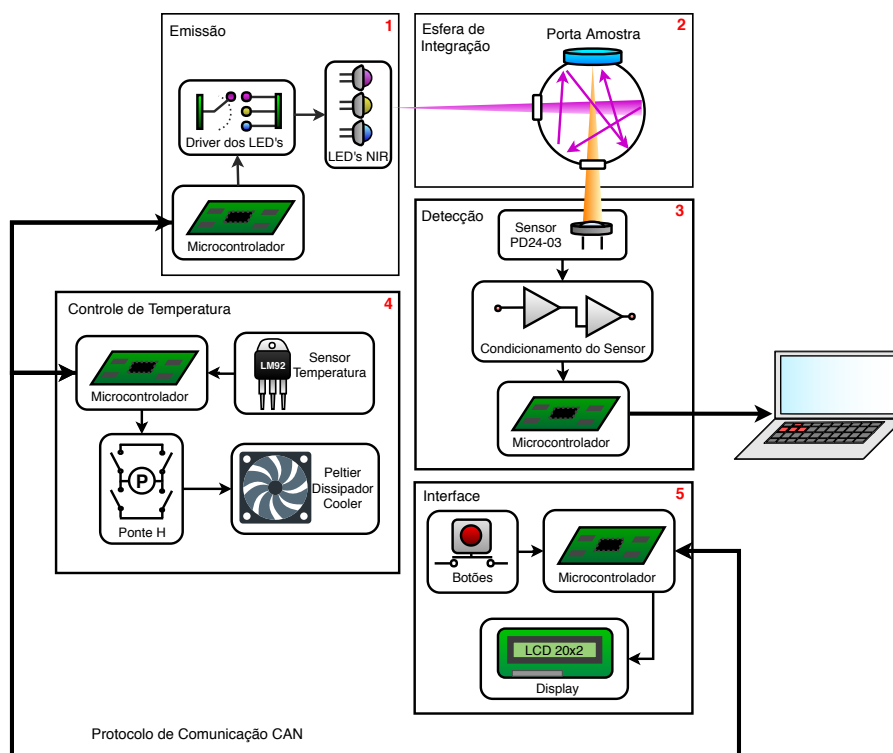 Emissão
1
Driver dos LED's
LED's NIR
Microcontrolador
Esfera de
Integração
Porta Amostra
2
Detecção
3
Sensor
PD24-03
Condicionamento do Sensor
Microcontrolador
Controle de Temperatura
4
Microcontrolador
LM92
Sensor
Temperatura
P
Ponte H
Peltier
Dissipador
Cooler
Interface
5
Botões
Microcontrolador
LCD 20x2
Display
Protocolo de Comunicação CAN